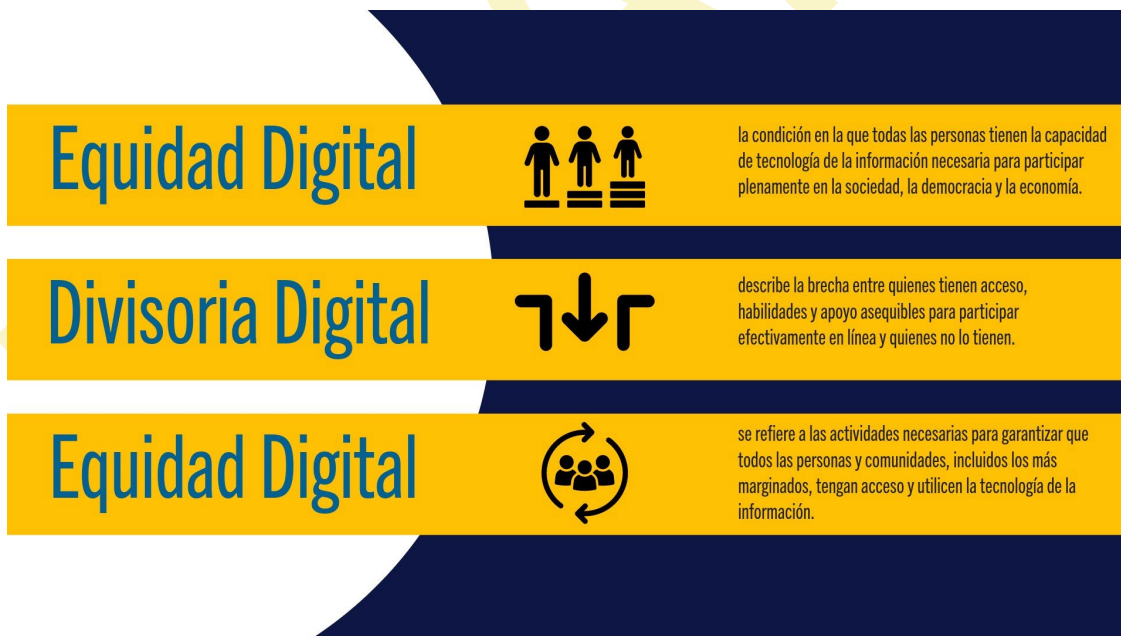 Equidad Digital
la condición en la que todas las personas tienen la capacidad
de tecnología de la información necesaria para participar
plenamente en la sociedad, la democracia y la economía.
Divisoria Digital
describe la brecha entre quienes tienen acceso,
habilidades y apoyo asequibles para participar
efectivamente en línea y quienes no lo tienen.
Equidad Digital
se refiere a las actividades necesarias para garantizar que
todos las personas y comunidades, incluidos los más
marginados, tengan acceso y utilicen la tecnología de la
información.